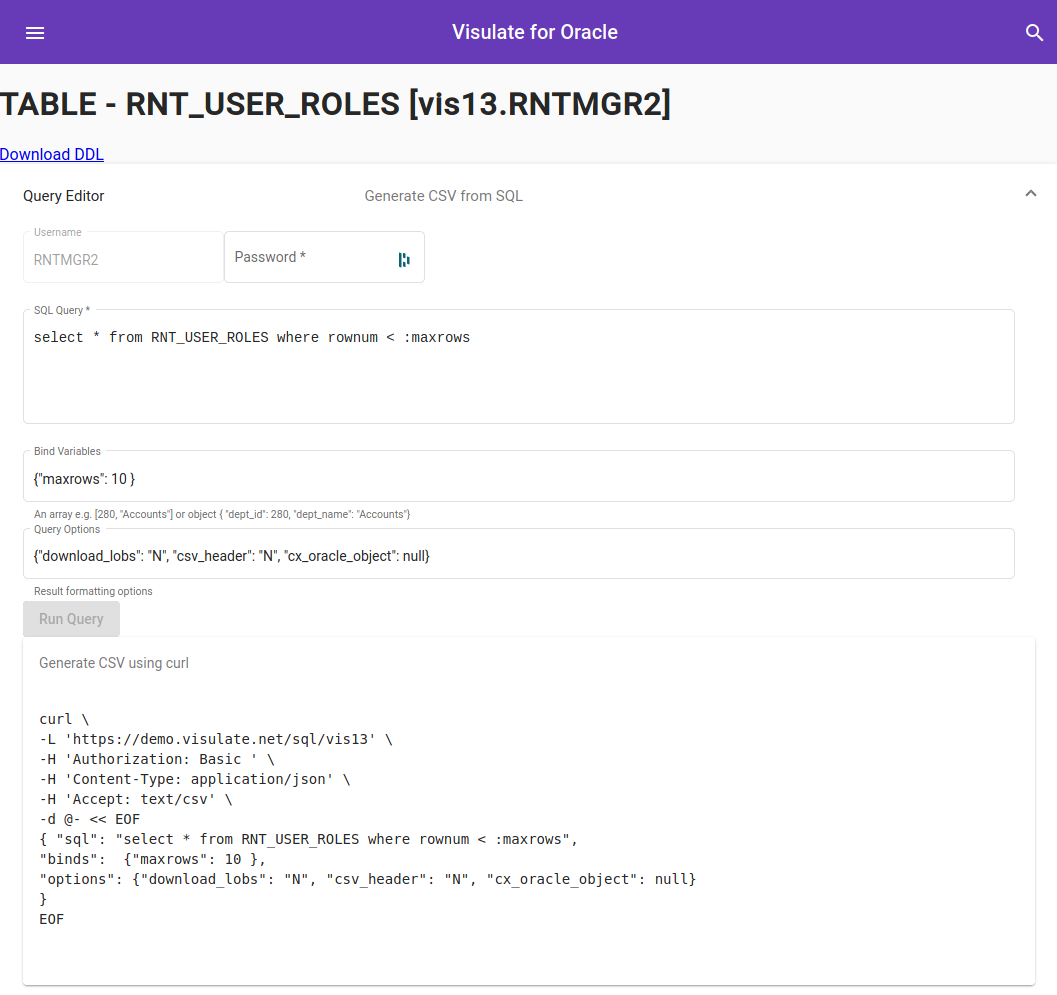 Visulate for Oracle
TABLE - RNT_USER_ROLES [vis13.RNTMGR2]
Download DDL
Query Editor
Generate CSV from SQL
Username
RNTMGR2
Password *
SQL Query *
select * from RNT_USER_ROLES where rownum < :maxrows
Bind Variables
{"maxrows": 10 }
An array e.g. [280, "Accounts"] or object { "dept_id": 280, "dept_name": "Accounts"}
Query Options
{"download_lobs": "N", "csv_header": "N", "cx_oracle_object": null}
Result formatting options
Run Query
Generate CSV using curl
curl \
-L 'https://demo.visulate.net/sql/vis13' \
-H 'Authorization: Basic ' \
-H 'Content-Type: application/json' \
-H 'Accept: text/csv' \
-d @- << EOF
{ "sql": "select * from RNT_USER_ROLES where rownum < :maxrows",
"binds":  {"maxrows": 10 },
"options": {"download_lobs": "N", "csv_header": "N", "cx_oracle_object": null}
}
EOF